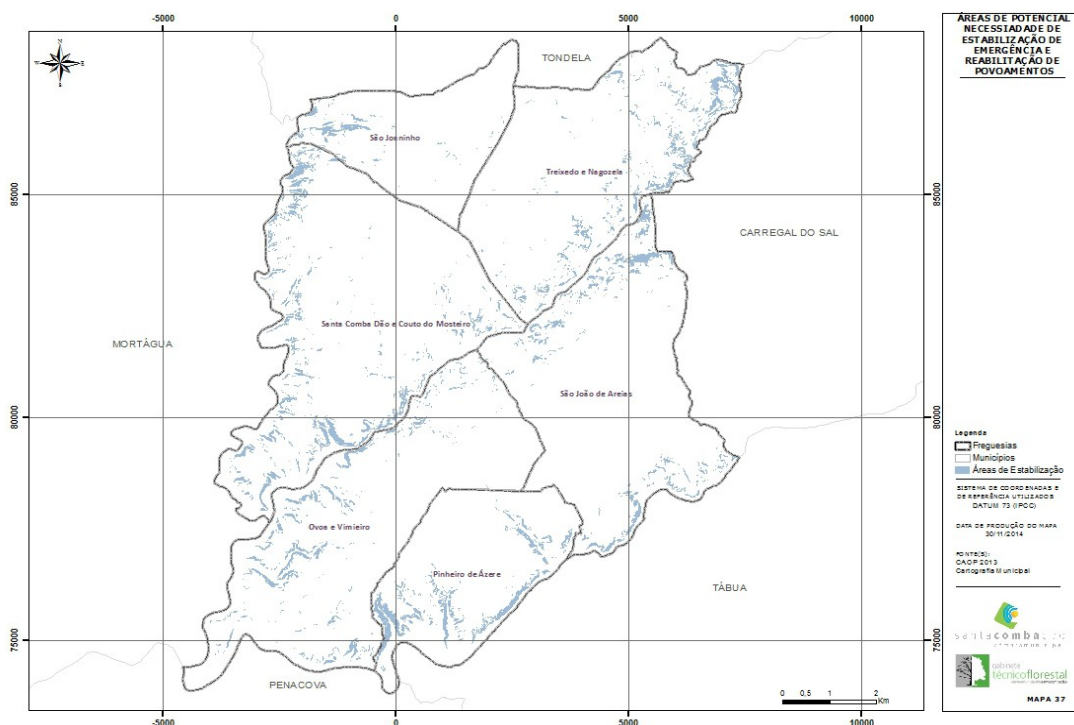 -5000 0 5000 10000
ÁREAS DE POTENCIAL
NECESSIADADE DE
ESTABILIZAÇÃO DE
EMERGÊNCIA E
REABILITAÇÃO DE
POVOAMENTOS
N
TONDELA
São Joaninho
Treixedo e Nagozela
85000 85000
CARREGAL DO SAL
Santa Comba Dão e Couto do Mosteiro
MORTÁGUA
São João de Areias
80000 80000
Legenda
Freguesias
Municípios
Áreas de Estabilização
SISTEMA DE COORDENADAS E
DE REFERÊNCIA UTILIZADOS
DATUM 73 (IPCC)
DATA DE PRODUÇÃO DO MAPA
30/11/2014
FONTE(S):
CAOP 2013
Cartografia Municipal
Ovoa e Vimieiro
Pinheiro de Ázere
TÁBUA
75000 75000
PENACOVA
santacomba
gabinete
técnicoflorestal
0 0,5 1 2
Km
MAPA 37
-5000 0 5000 10000